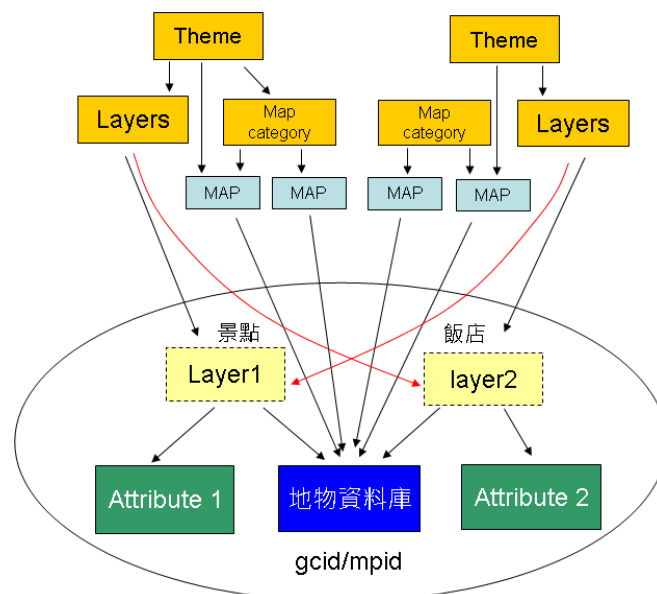 Theme
Theme
Layers
Map
category
Map
category
Layers
MAP
MAP
MAP
MAP
景點
飯店
Layer1
layer2
Attribute 1
地物資料庫
Attribute 2
gcid/mpid